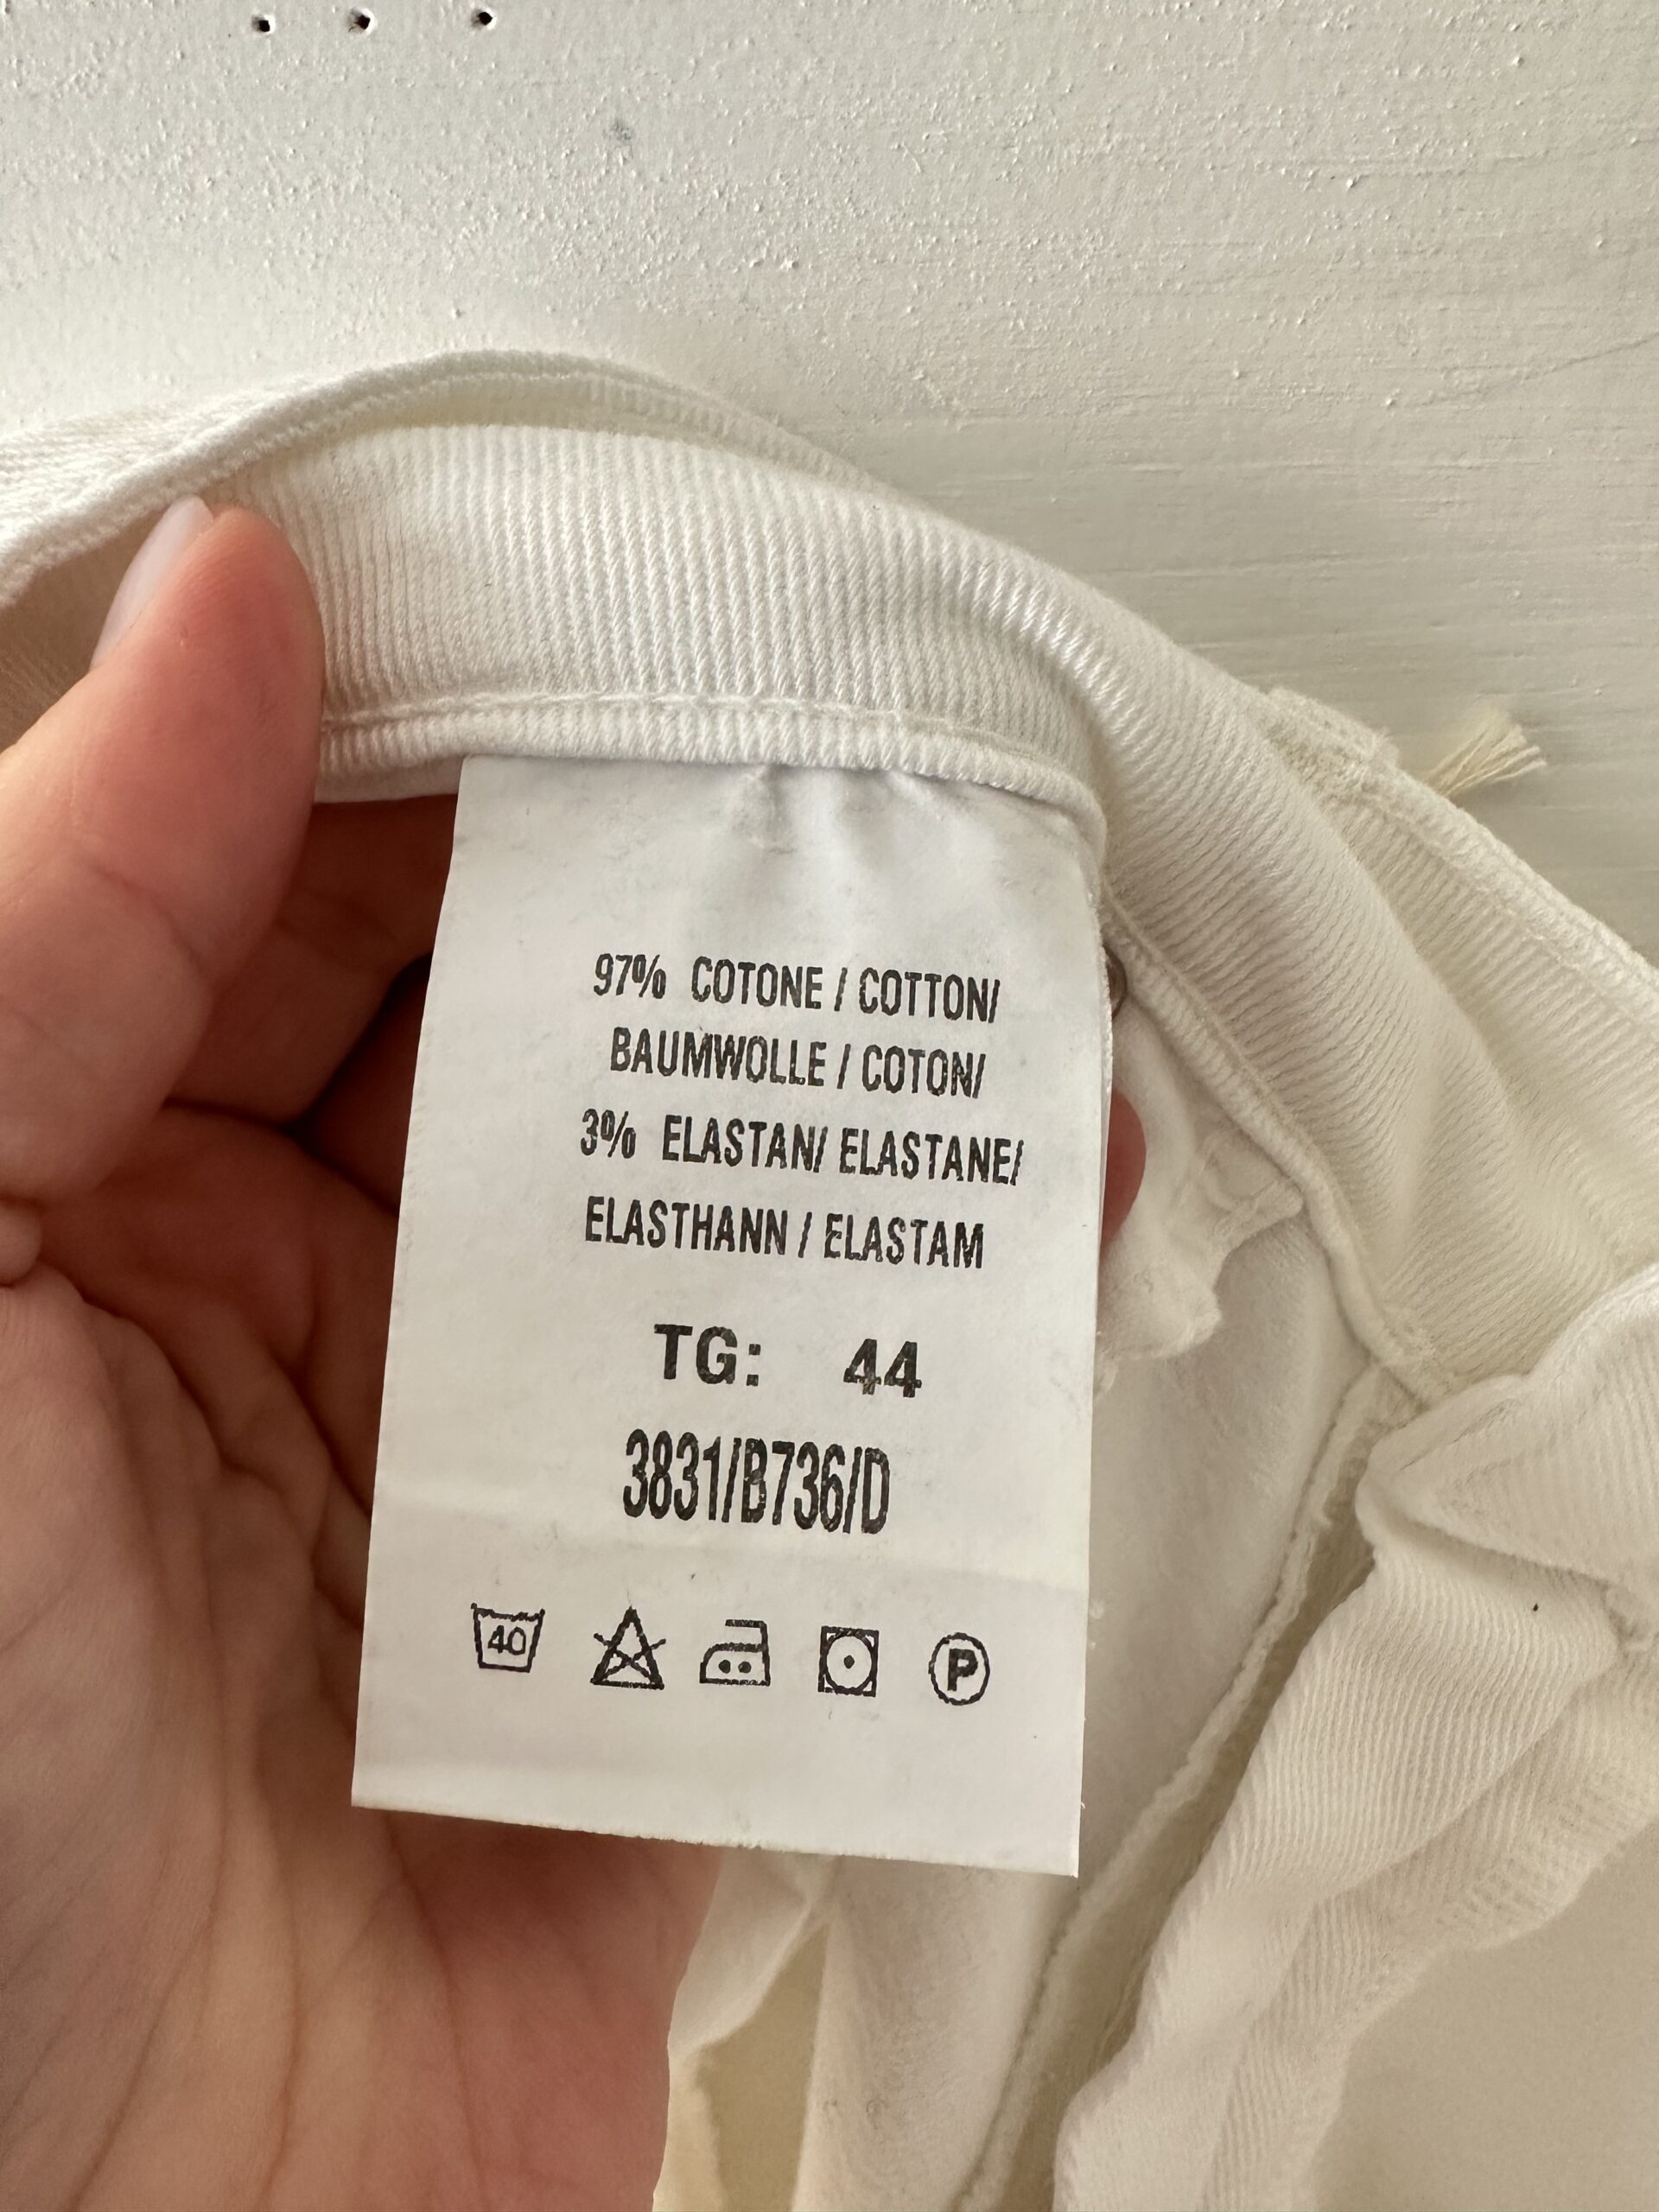 97% COTONE / COTTON/
BAUMWOLLE / COTON/
3% ELASTAN/ ELASTANE/
ELASTHANN / ELASTAM
TG: 44
3831/B736/D
40 P